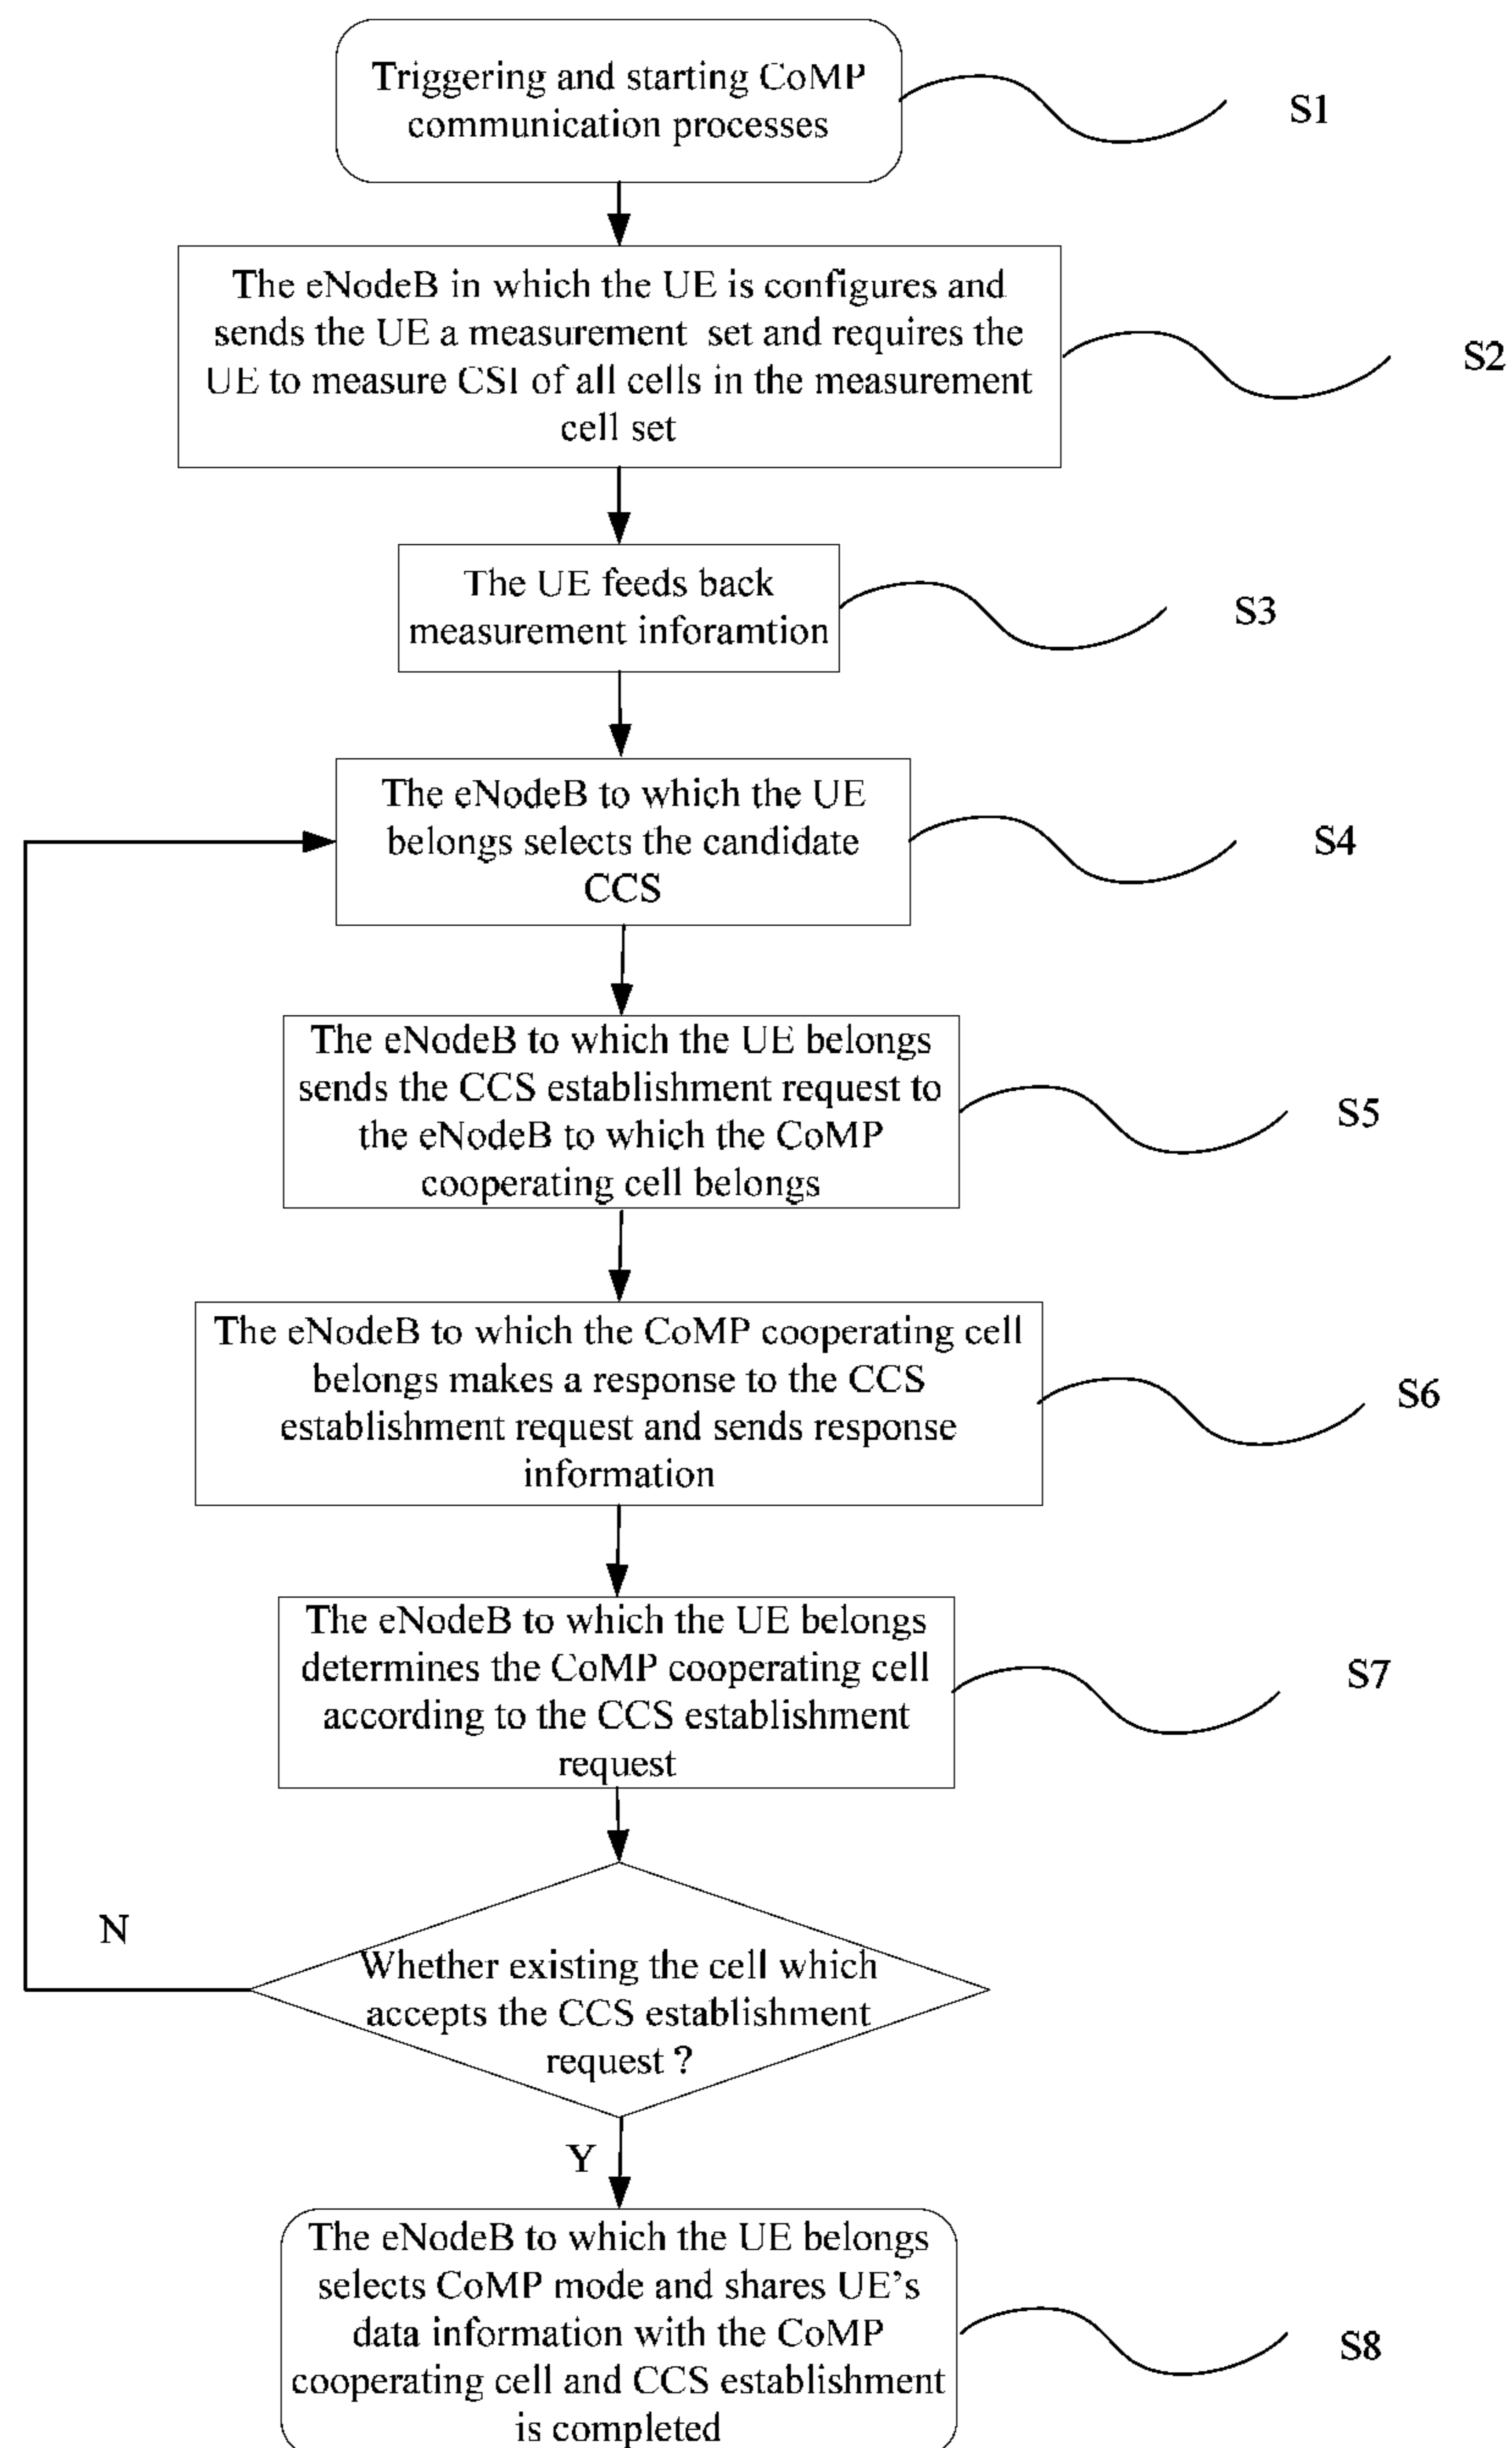 Triggering and starting CoMP
communication processes
S1
The eNodeB in which the UE is configures and
sends the UE a measurement set and requires the
UE to measure CSI of all cells in the measurement
cell set
S2
The UE feeds back
measurement inforamtion
S3
The eNodeB to which the UE
belongs selects the candidate
CCS
S4
The eNodeB to which the UE belongs
sends the CCS establishment request to
the eNodeB to which the CoMP
cooperating cell belongs
S5
The eNodeB to which the CoMP cooperating cell
belongs makes a response to the CCS
establishment request and sends response
information
S6
The eNodeB to which the UE belongs
determines the CoMP cooperating cell
according to the CCS establishment
request
S7
N
Whether existing the cell which
accepts the CCS establishment
request ?
Y
The eNodeB to which the UE belongs
selects CoMP mode and shares UE's
data information with the CoMP
cooperating cell and CCS establishment
is completed
S8